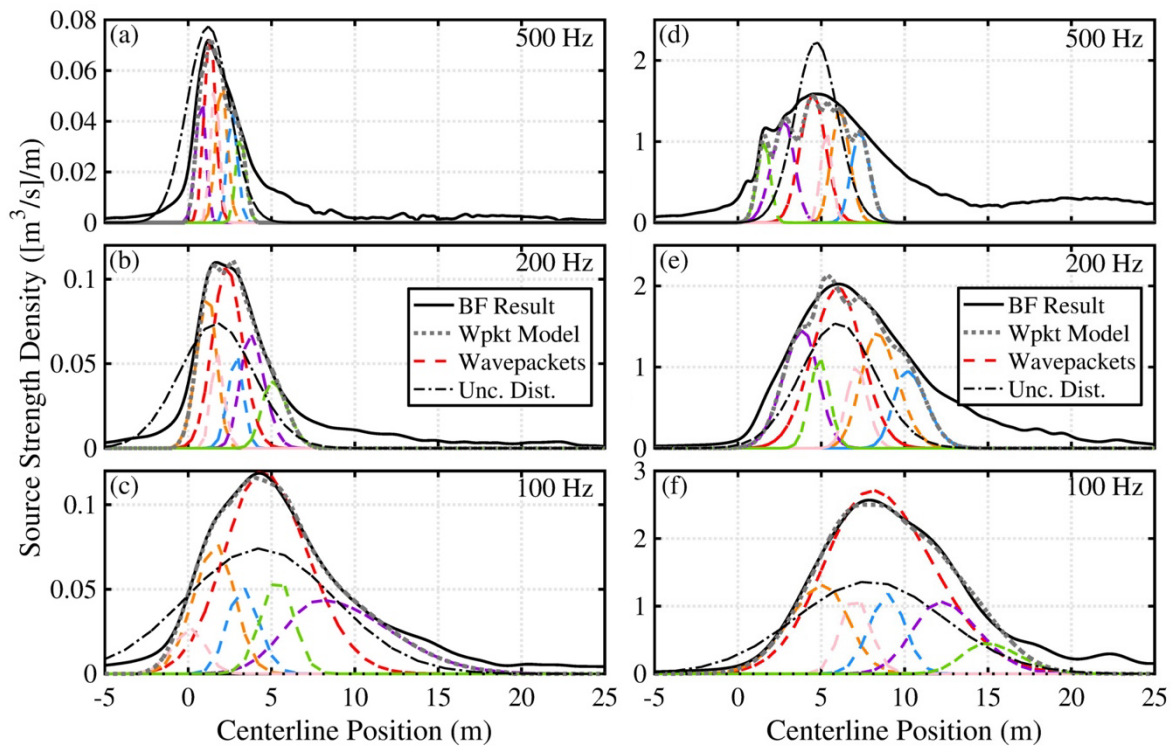 Source Strength Density ([m³/s]/m)
(a)
500 Hz
0.08
0.06
0.04
0.02
0
(d)
500 Hz
2
1
0
(b)
200 Hz
0.1
0.05
0
BF Result
Wpkt Model
Wavepackets
Unc. Dist.
(e)
200 Hz
2
1
0
BF Result
Wpkt Model
Wavepackets
Unc. Dist.
(c)
100 Hz
0.1
0.05
0
-5 0 5 10 15 20 25
Centerline Position (m)
(f)
100 Hz
3
2
1
0
-5 0 5 10 15 20 25
Centerline Position (m)